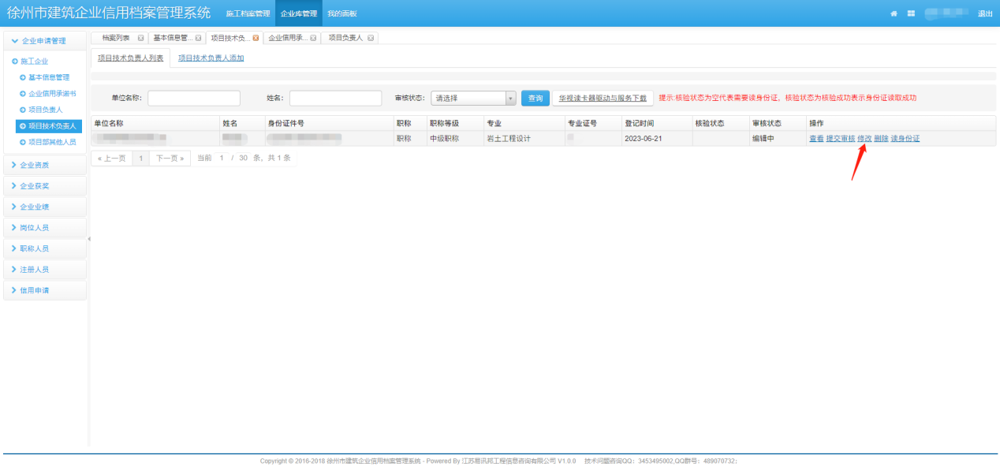 徐州市建筑企业信用档案管理系统 施工档案管理 企业库管理 我的面板 退出
企业申请管理
施工企业
基本信息管理
企业信用承诺书
项目负责人
项目技术负责人
项目部其他人员
企业资质
企业获奖
企业业绩
岗位人员
职称人员
注册人员
信用申请
档案列表 基本信息管... 项目技术负... 企业信用承... 项目负责人
项目技术负责人列表 项目技术负责人添加
单位名称: 姓名: 审核状态: 请选择 查询 华视读卡器驱动与服务下载 提示:核验状态为空代表需要读身份证，核验状态为核验成功表示身份证读取成功
单位名称 姓名 身份证件号 职称 职称等级 专业 专业证号 登记时间 核验状态 审核状态 操作
职称 中级职称 岩土工程设计 2023-06-21 编辑中 查看 提交审核 修改 删除 读身份证
« 上一页 1 下一页 » 当前 1 / 30 条，共 1 条
Copyright © 2016-2018 徐州市建筑企业信用档案管理系统 - Powered By 江苏易讯邦工程信息咨询有限公司 V1.0.0 技术问题咨询QQ：3453495002,QQ群号：489070732；